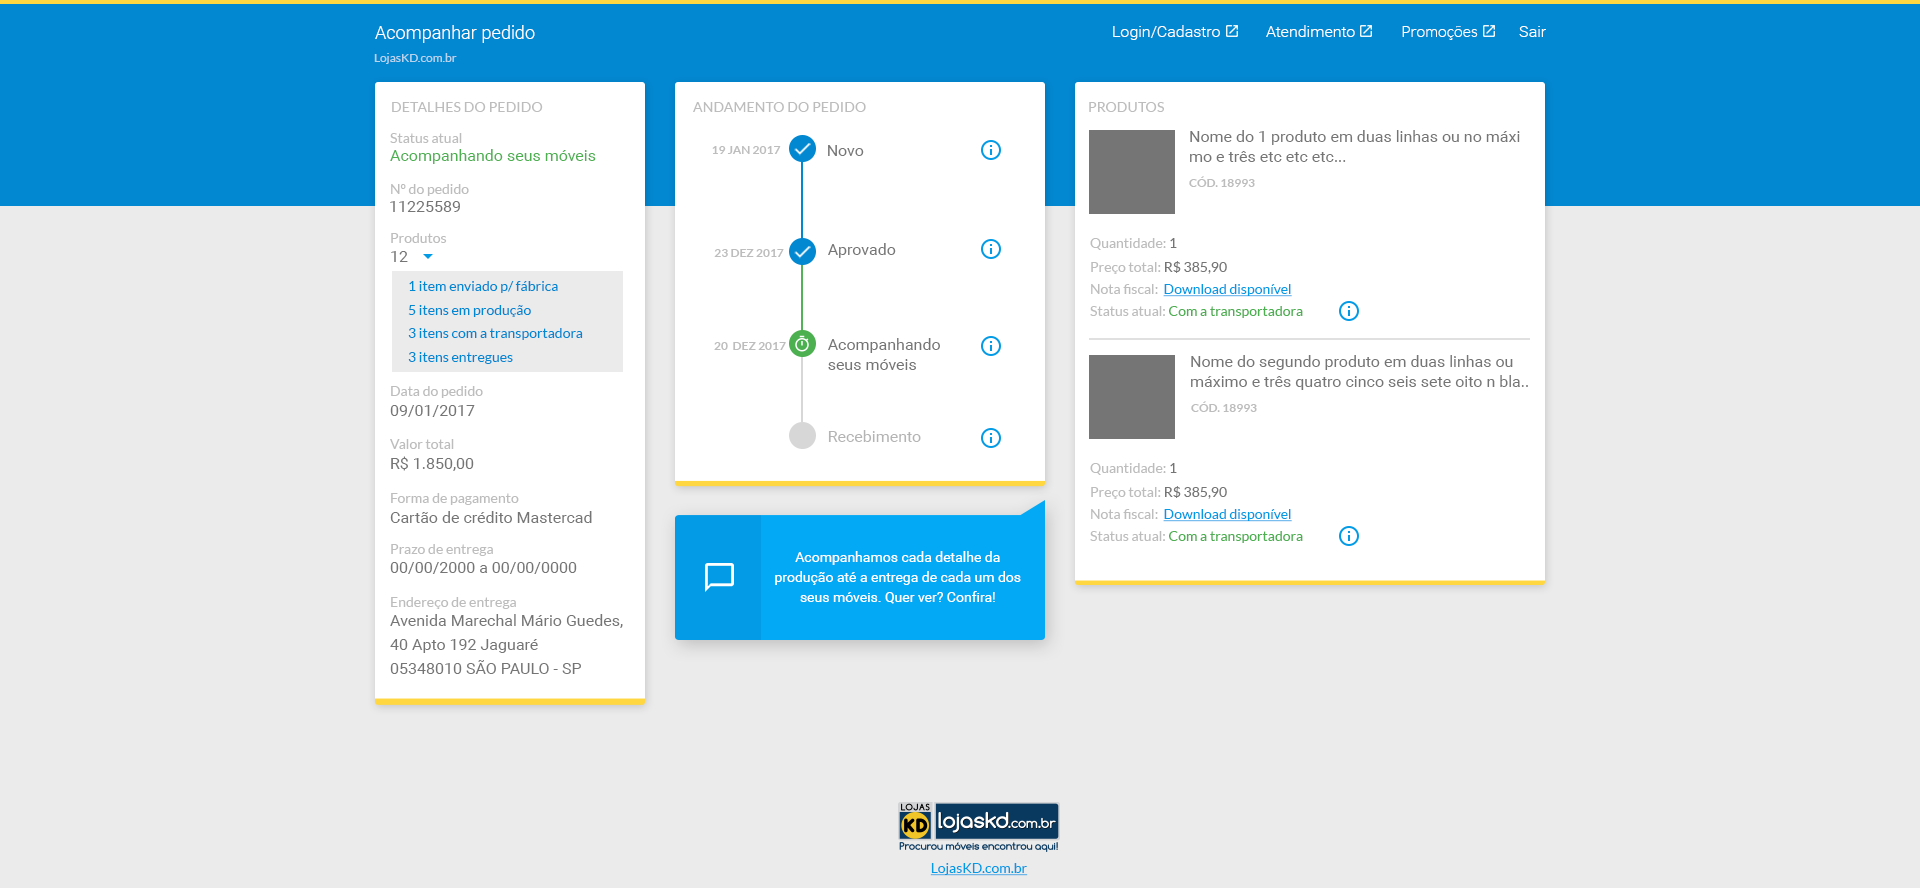 Acompanhar pedido
LojasKD.com.br
Login/Cadastro
Atendimento
Promoções
Sair
DETALHES DO PEDIDO
Status atual
Acompanhando seus móveis
Nº do pedido
11225589
Produtos
12
1 item enviado p/ fábrica
5 itens em produção
3 itens com a transportadora
3 itens entregues
Data do pedido
09/01/2017
Valor total
R$ 1.850,00
Forma de pagamento
Cartão de crédito Mastercad
Prazo de entrega
00/00/2000 a 00/00/0000
Endereço de entrega
Avenida Marechal Mário Guedes,
40 Apto 192 Jaguaré
05348010 SÃO PAULO - SP
ANDAMENTO DO PEDIDO
19 JAN 2017 Novo
23 DEZ 2017 Aprovado
20 DEZ 2017 Acompanhando
seus móveis
Recebimento
Acompanhamos cada detalhe da
produção até a entrega de cada um dos
seus móveis. Quer ver? Confira!
PRODUTOS
Nome do 1 produto em duas linhas ou no máxi
mo e três etc etc etc...
CÓD. 18993
Quantidade: 1
Preço total: R$ 385,90
Nota fiscal: Download disponível
Status atual: Com a transportadora
Nome do segundo produto em duas linhas ou
máximo e três quatro cinco seis sete oito n bla..
CÓD. 18993
Quantidade: 1
Preço total: R$ 385,90
Nota fiscal: Download disponível
Status atual: Com a transportadora
LOJAS
KD
lojaskd.com.br
Procurou móveis encontrou aqui!
LojasKD.com.br